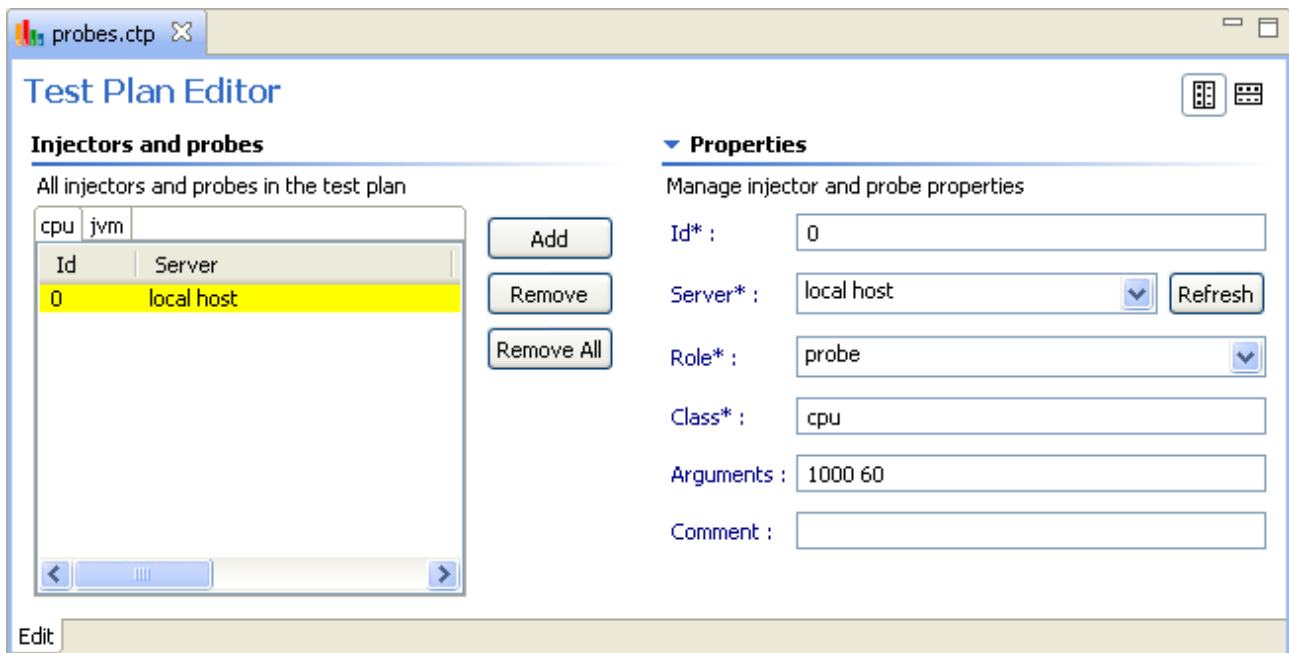 probes.ctp
Test Plan Editor
Injectors and probes
All injectors and probes in the test plan
cpu jvm
Id Server
0 local host
Add
Remove
Remove All
Properties
Manage injector and probe properties
Id* : 0
Server* : local host Refresh
Role* : probe
Class* : cpu
Arguments : 1000 60
Comment :
Edit